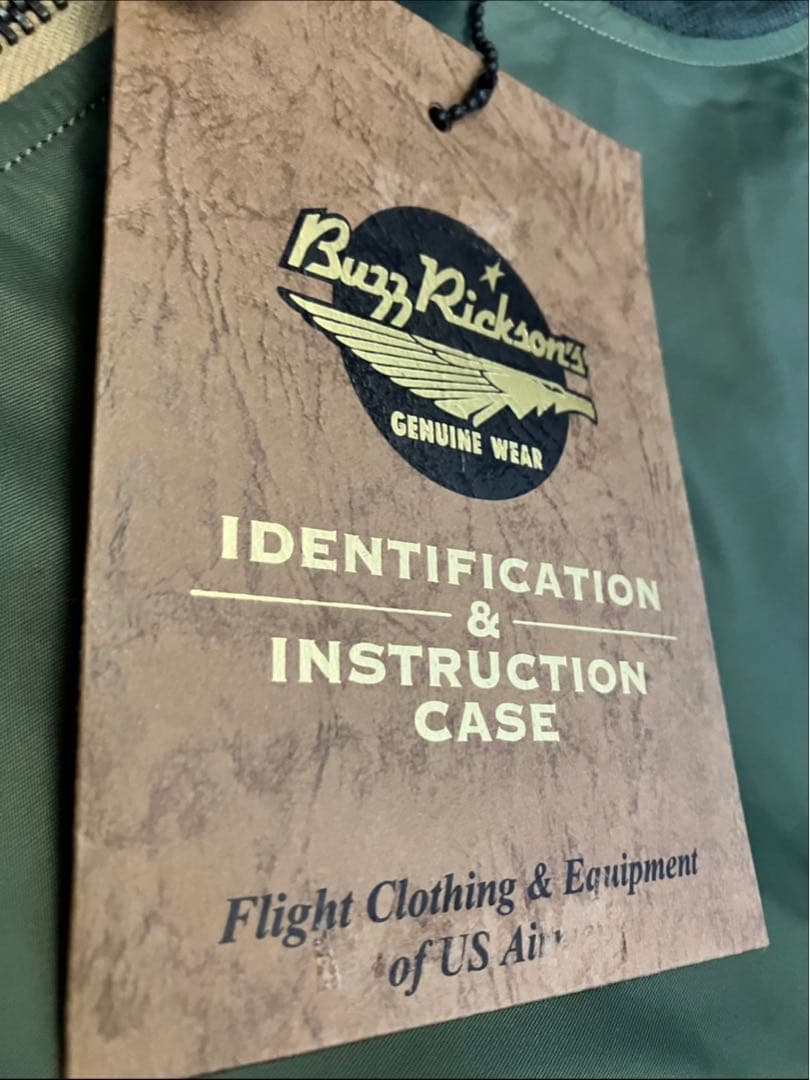 Buzz Rickson's
GENUINE WEAR
IDENTIFICATION
&
INSTRUCTION
CASE
Flight Clothing & Equipment
of US